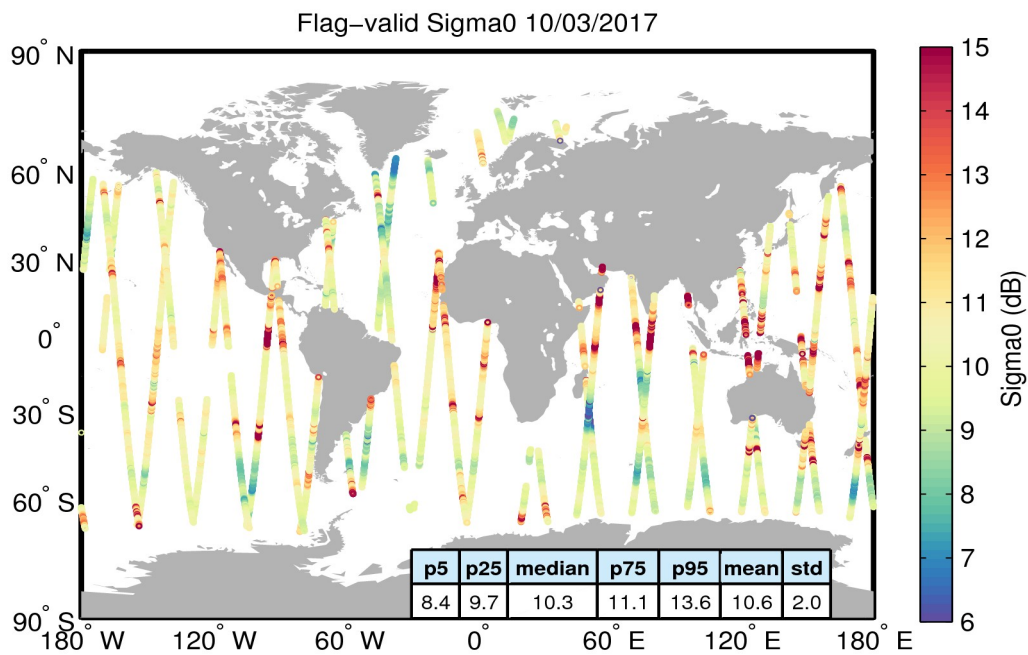 Flag−valid Sigma0 10/03/2017
90° N
60° N
30° N
0°
30° S
60° S
90° S
180° W
120° W
60° W
0°
60° E
120° E
180° E
p5 p25 median p75 p95 mean std
8.4 9.7 10.3 11.1 13.6 10.6 2.0
15
14
13
12
11
10
9
8
7
6
Sigma0 (dB)